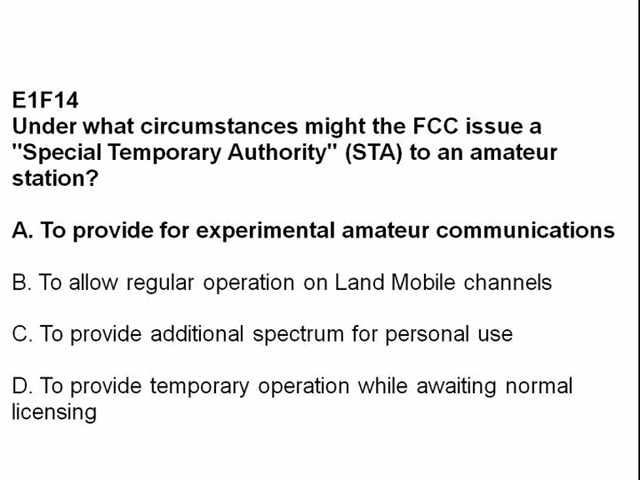 E1F14
Under what circumstances might the FCC issue a
"Special Temporary Authority" (STA) to an amateur
station?
A. To provide for experimental amateur communications
B. To allow regular operation on Land Mobile channels
C. To provide additional spectrum for personal use
D. To provide temporary operation while awaiting normal
licensing